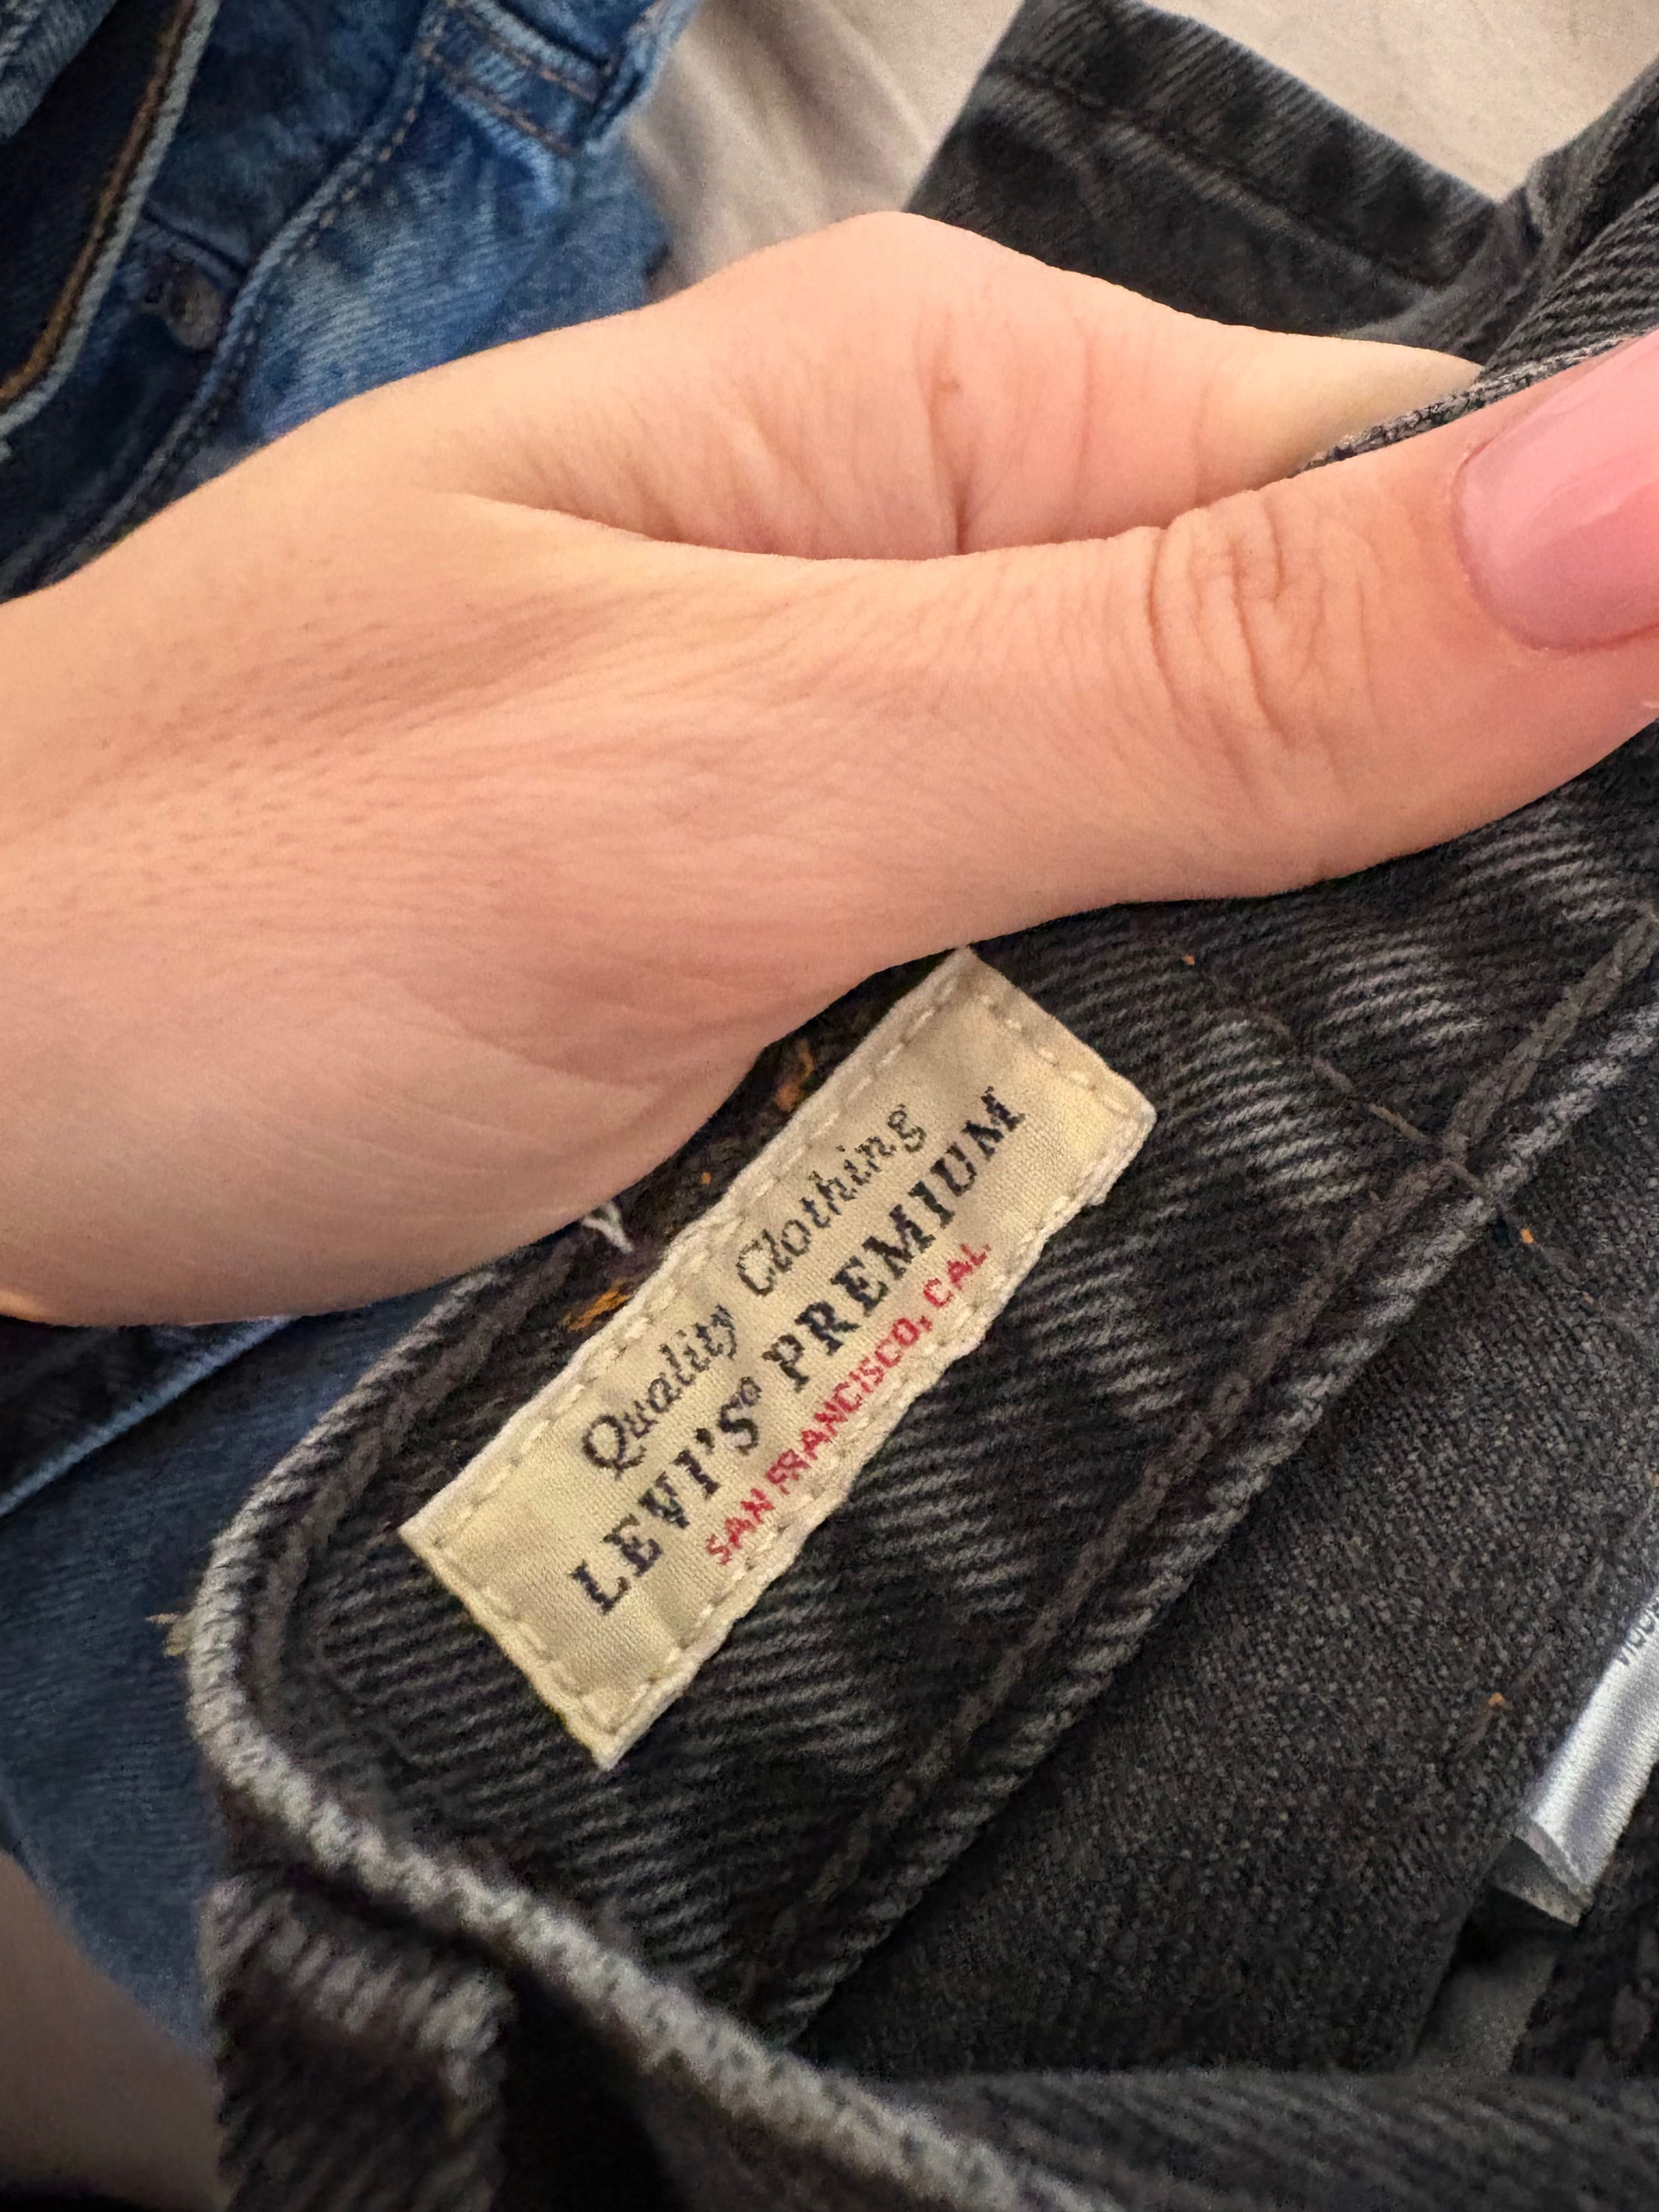 Quality Clothing
LEVI'S® PREMIUM
SAN FRANCISCO, CAL.